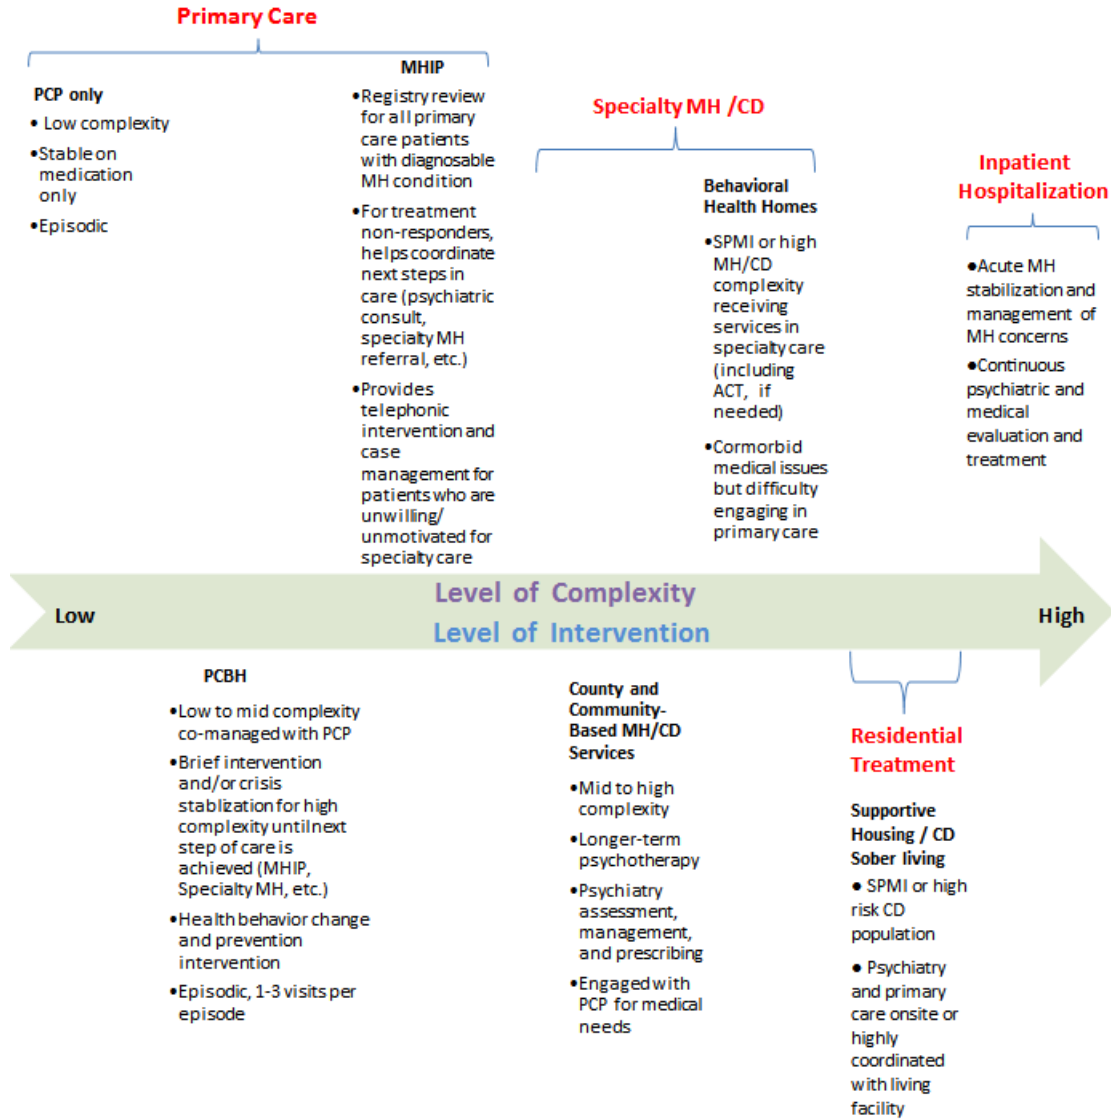 Primary Care
PCP only
• Low complexity
•Stable on
medication
only
•Episodic
MHIP
•Registry review
for all primary
care patients
with diagnosable
MH condition
•For treatment
non-responders,
helps coordinate
next steps in
care (psychiatric
consult,
specialty MH
referral, etc.)
•Provides
telephonic
intervention and
case
management for
patients who are
unwilling/
unmotivated for
specialty care
Specialty MH /CD
Behavioral
Health Homes
•SPMI or high
MH/CD
complexity
receiving
services in
specialty care
(including
ACT, if
needed)
•Cormorbid
medical issues
but difficulty
engaging in
primary care
Inpatient
Hospitalization
●Acute MH
stabilization and
management of
MH concerns
●Continuous
psychiatric and
medical
evaluation and
treatment
Level of Complexity
Low
High
Level of Intervention
PCBH
•Low to mid complexity
co-managed with PCP
•Brief intervention
and/or crisis
stablization for high
complexity until next
step of care is
achieved (MHIP,
Specialty MH, etc.)
•Health behavior change
and prevention
intervention
•Episodic, 1-3 visits per
episode
County and
Community-
Based MH/CD
Services
•Mid to high
complexity
•Longer-term
psychotherapy
•Psychiatry
assessment,
management,
and prescribing
•Engaged with
PCP for medical
needs
Residential
Treatment
Supportive
Housing / CD
Sober living
● SPMI or high
risk CD
population
● Psychiatry
and primary
care onsite or
highly
coordinated
with living
facility